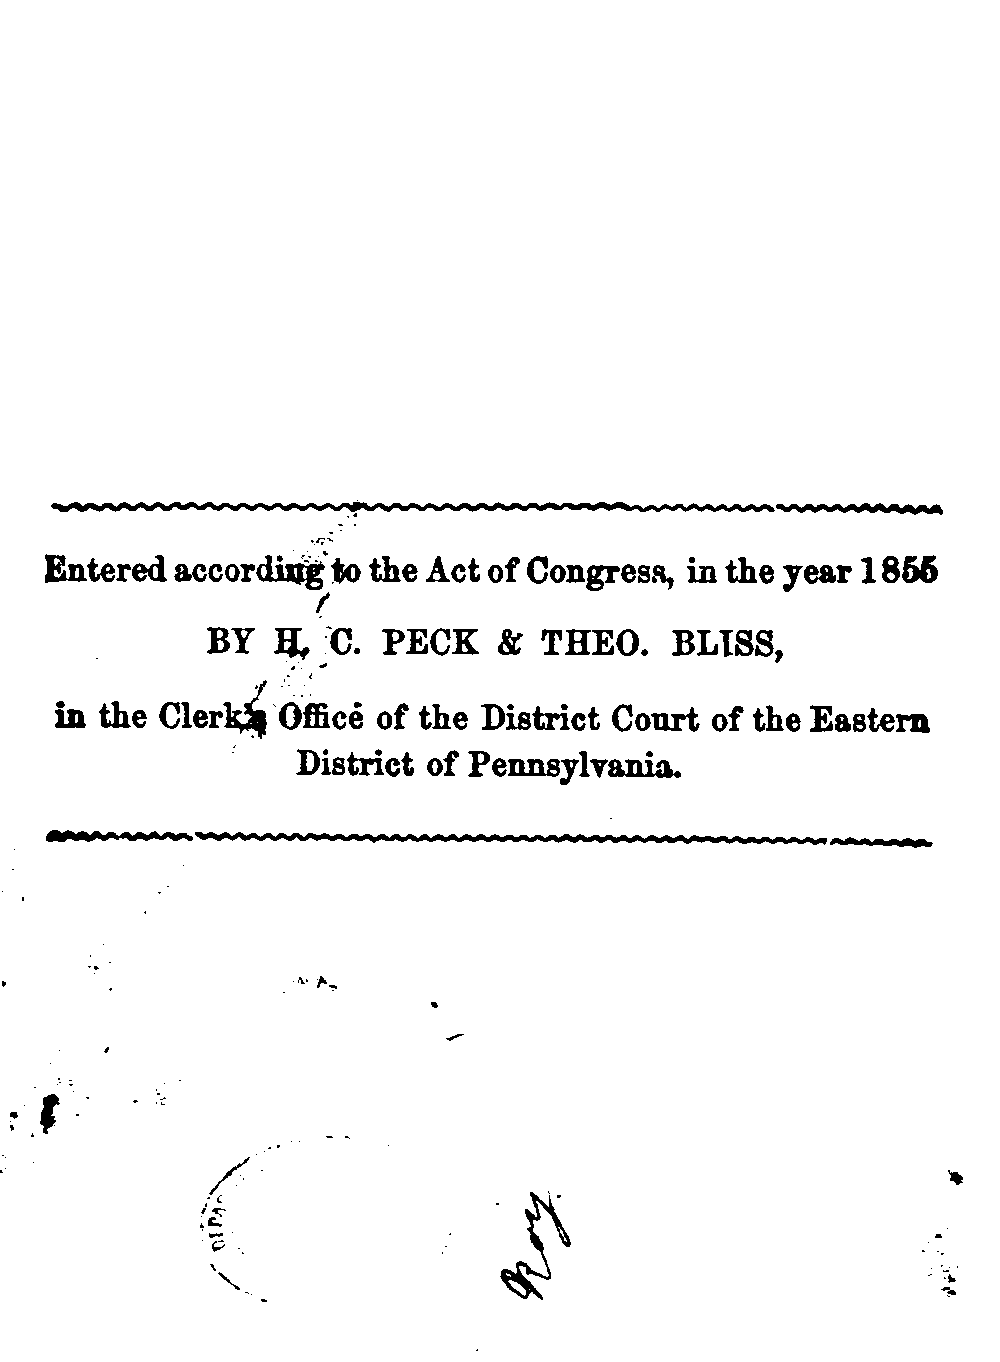 Entered according to the Act of Congress, in the year 1855
BY H. C. PECK & THEO. BLISS,
in the Clerk's Office of the District Court of the Eastern
District of Pennsylvania.